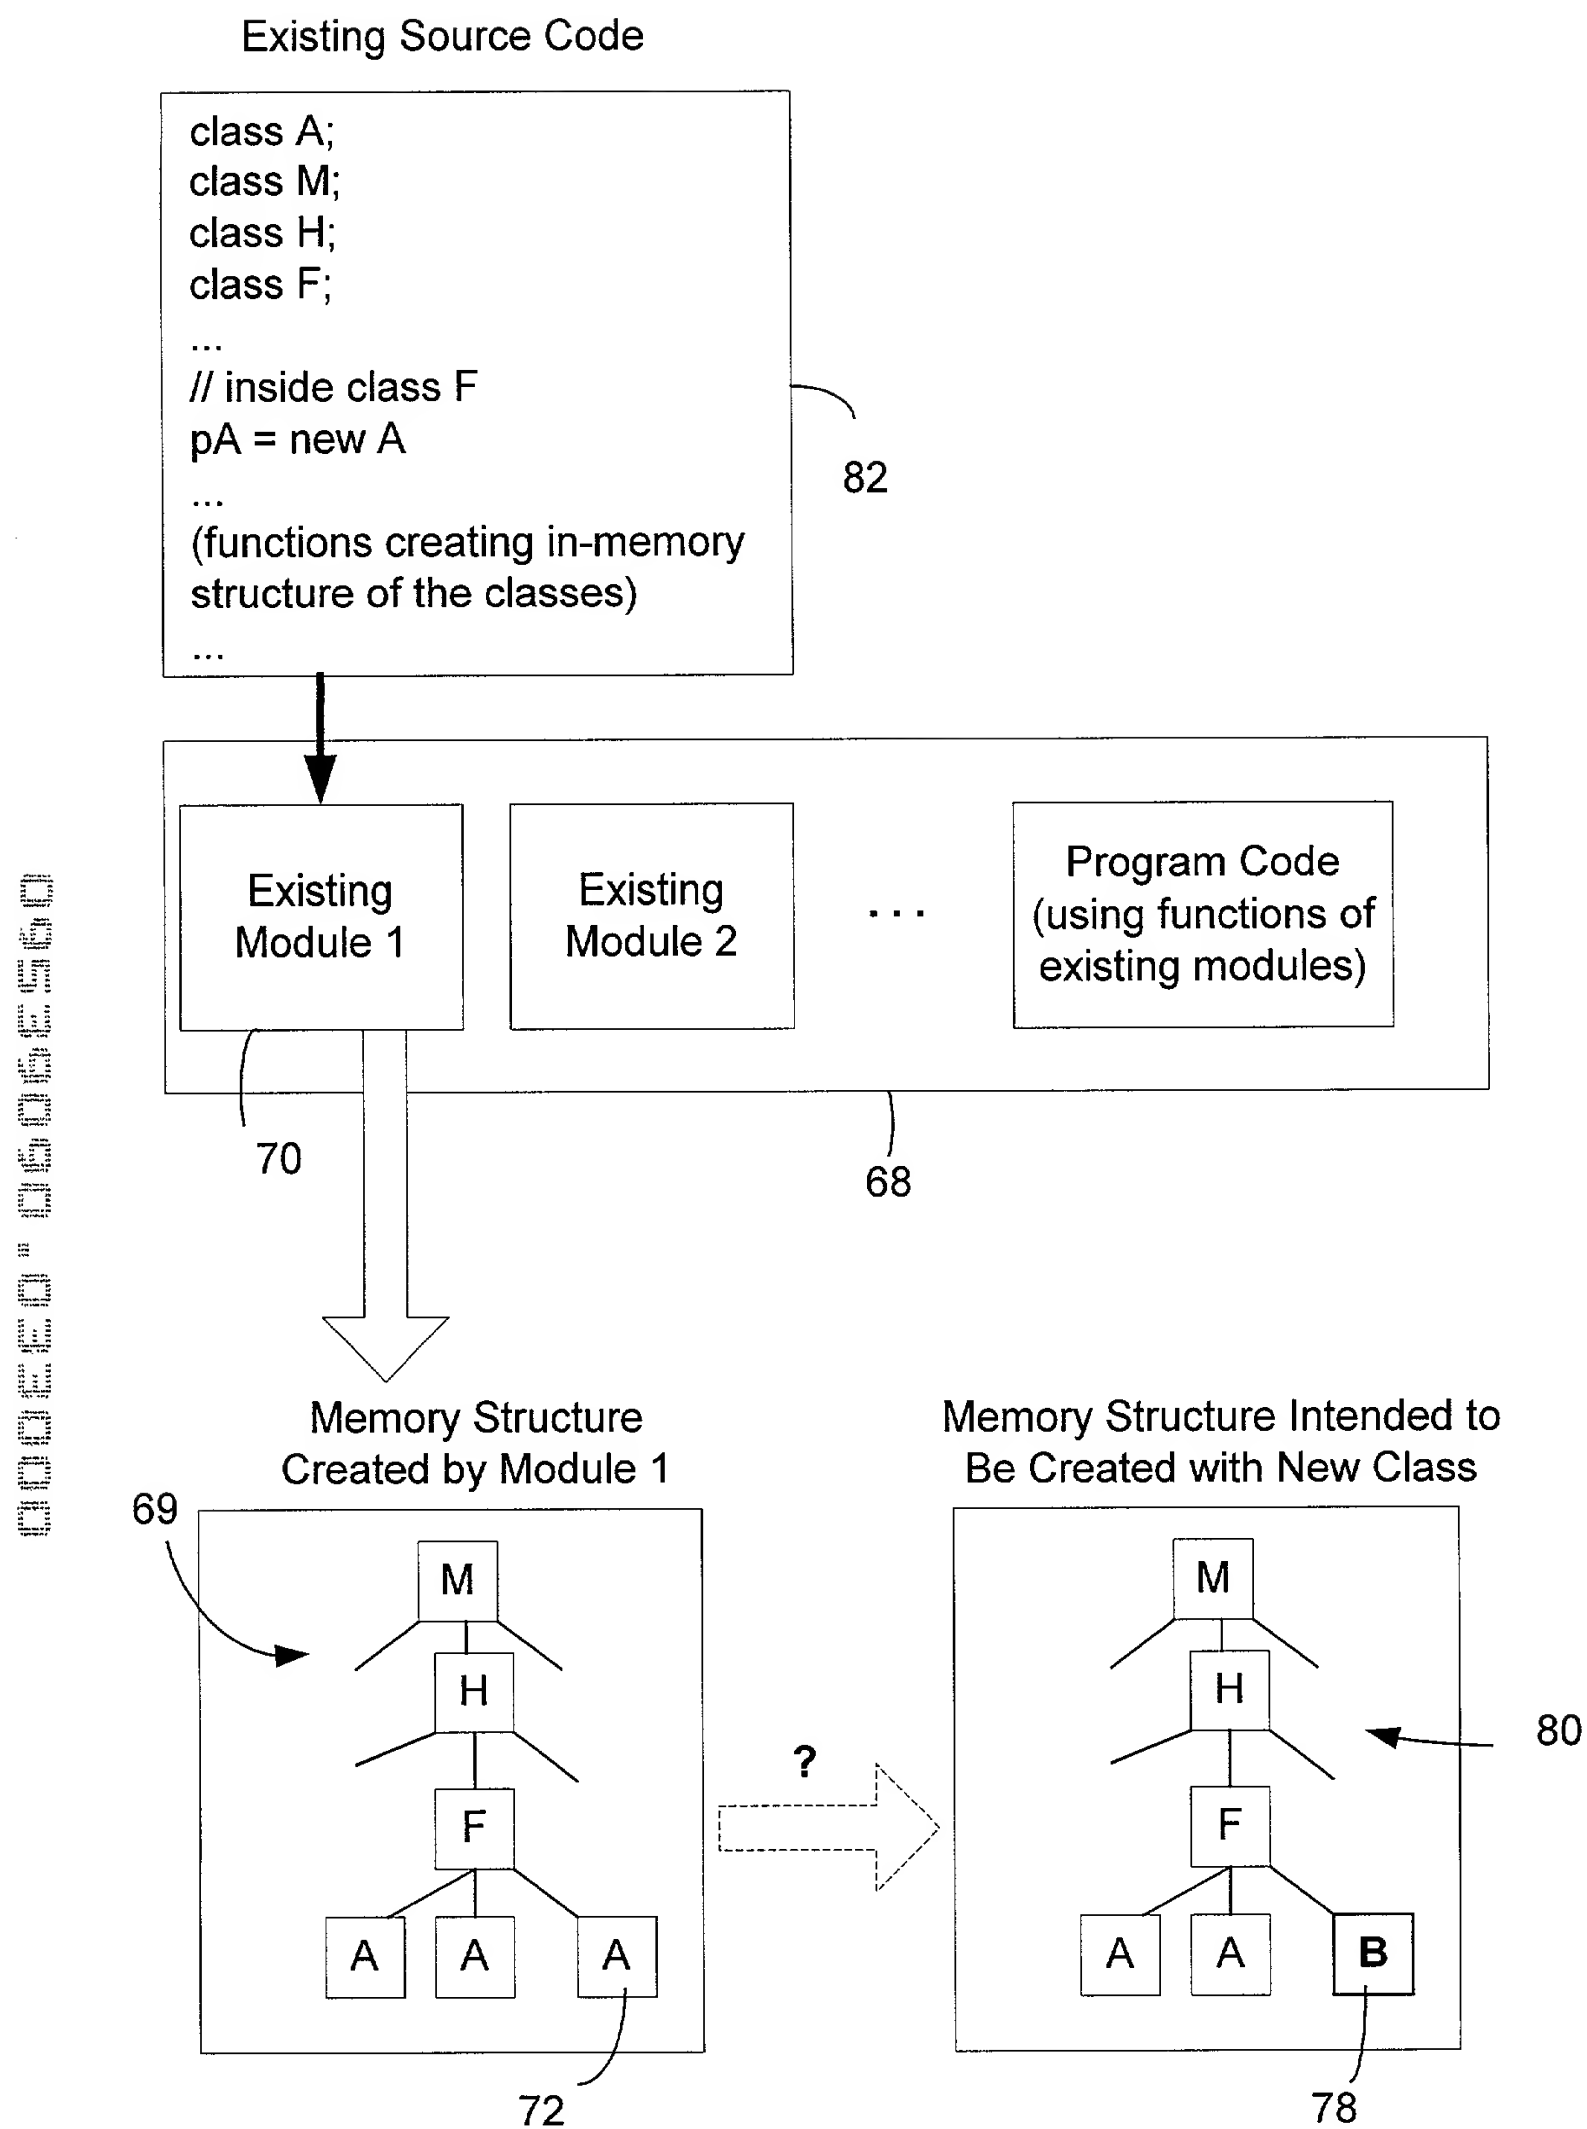 Existing Source Code
class A;
class M;
class H;
class F;
...
// inside class F
pA = new A
...
(functions creating in-memory
structure of the classes)
...
82
Existing
Module 1
Existing
Module 2
...
Program Code
(using functions of
existing modules)
70
68
Memory Structure
Created by Module 1
69
M
H
F
A
A
A
72
?
Memory Structure Intended to
Be Created with New Class
M
H
F
A
A
B
80
78